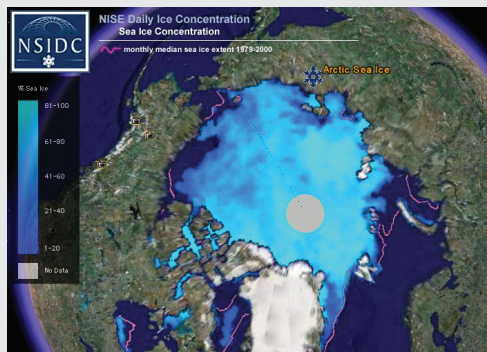 NSIDC
NISE Daily Ice Concentration
Sea Ice Concentration
monthly median sea ice extent 1979-2000
Arctic Sea Ice
% Sea Ice
81-100
61-80
41-60
21-40
1-20
No Data